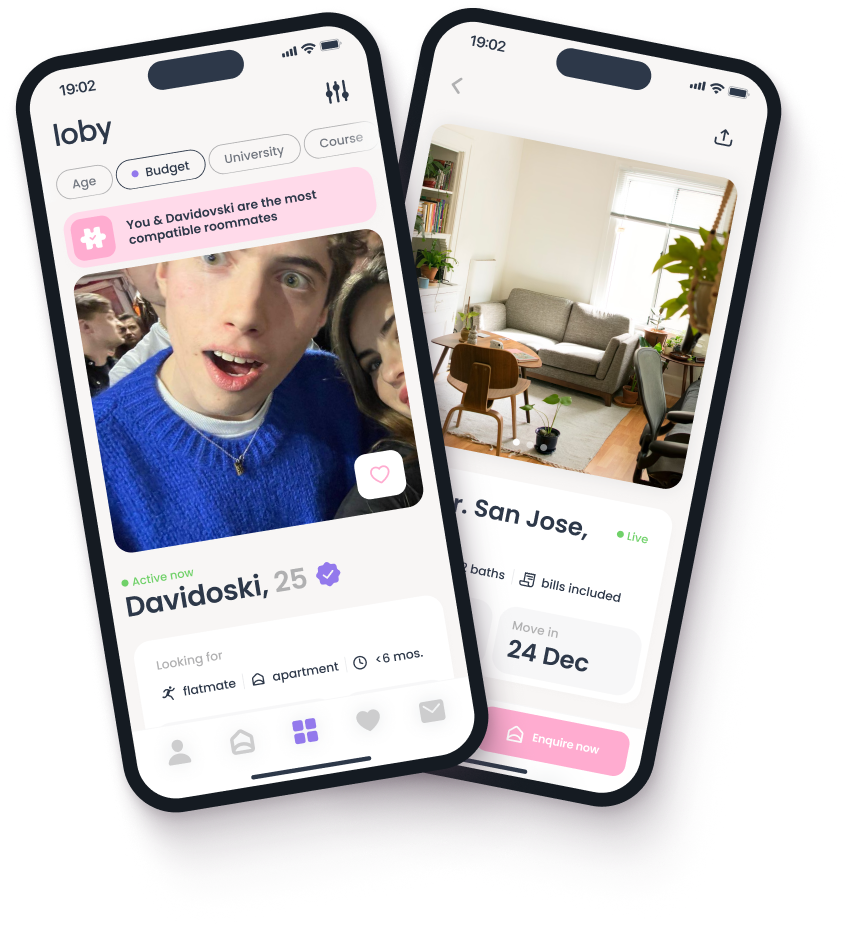 19:02
loby
Age
Budget
University
Course
You & Davidovski are the most
compatible roommates
Active now
Davidoski, 25
Looking for
flatmate
apartment
<6 mos.
19:02
r. San Jose,
Live
baths
bills included
Move in
24 Dec
Enquire now